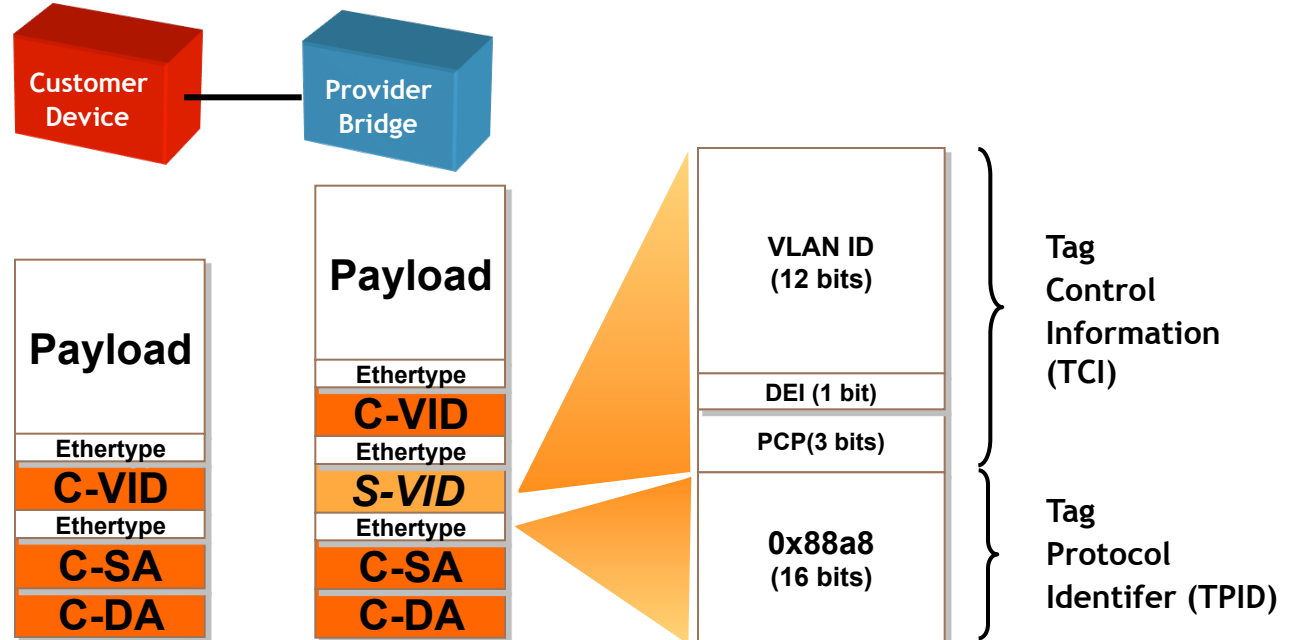 Customer
Device
Provider
Bridge
Payload
Ethertype
C-VID
Ethertype
C-SA
C-DA
Payload
Ethertype
C-VID
Ethertype
S-VID
Ethertype
C-SA
C-DA
VLAN ID
(12 bits)
DEI (1 bit)
PCP(3 bits)
0x88a8
(16 bits)
Tag
Control
Information
(TCI)
Tag
Protocol
Identifer (TPID)